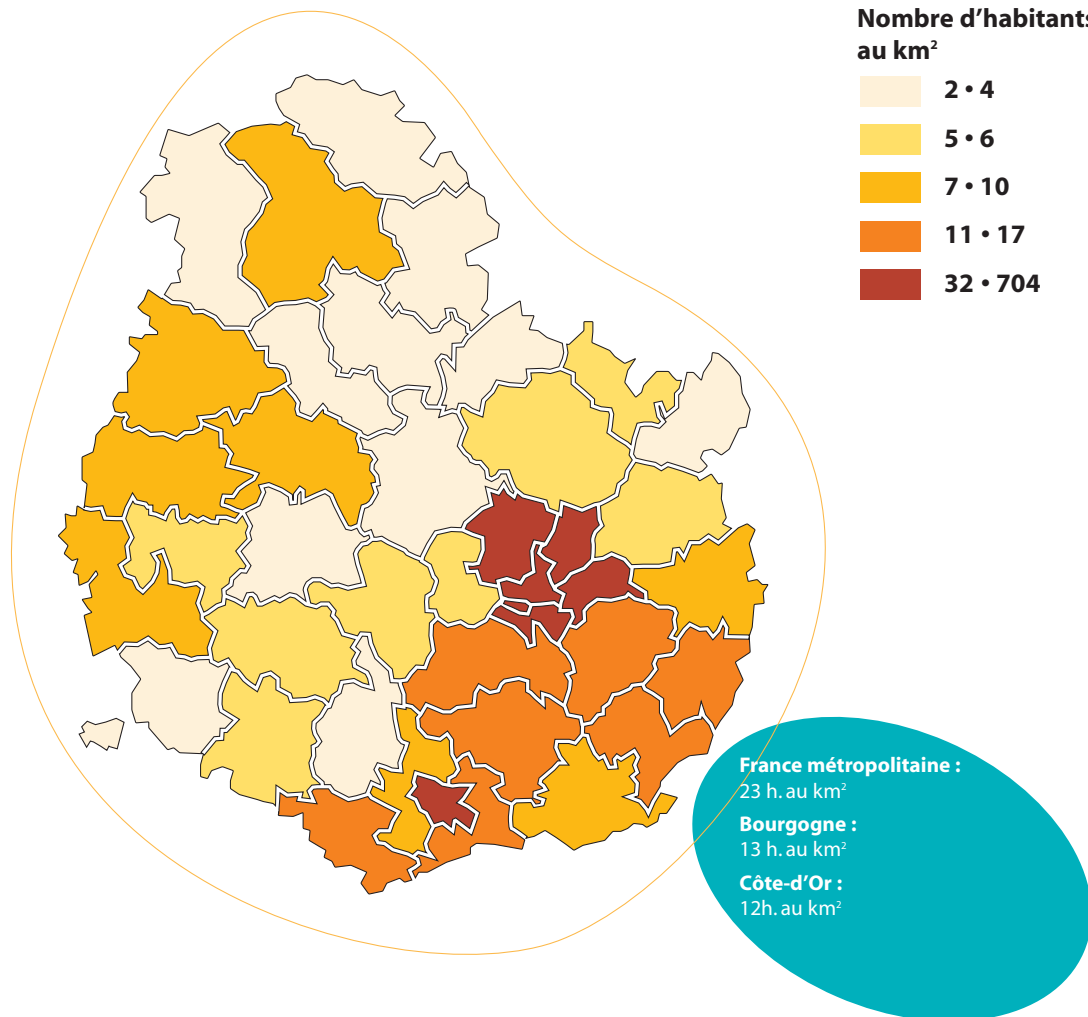 Nombre d’habitants
au km²
2 • 4
5 • 6
7 • 10
11 • 17
32 • 704
France métropolitaine :
23 h. au km²
Bourgogne :
13 h. au km²
Côte-d’Or :
12h. au km²